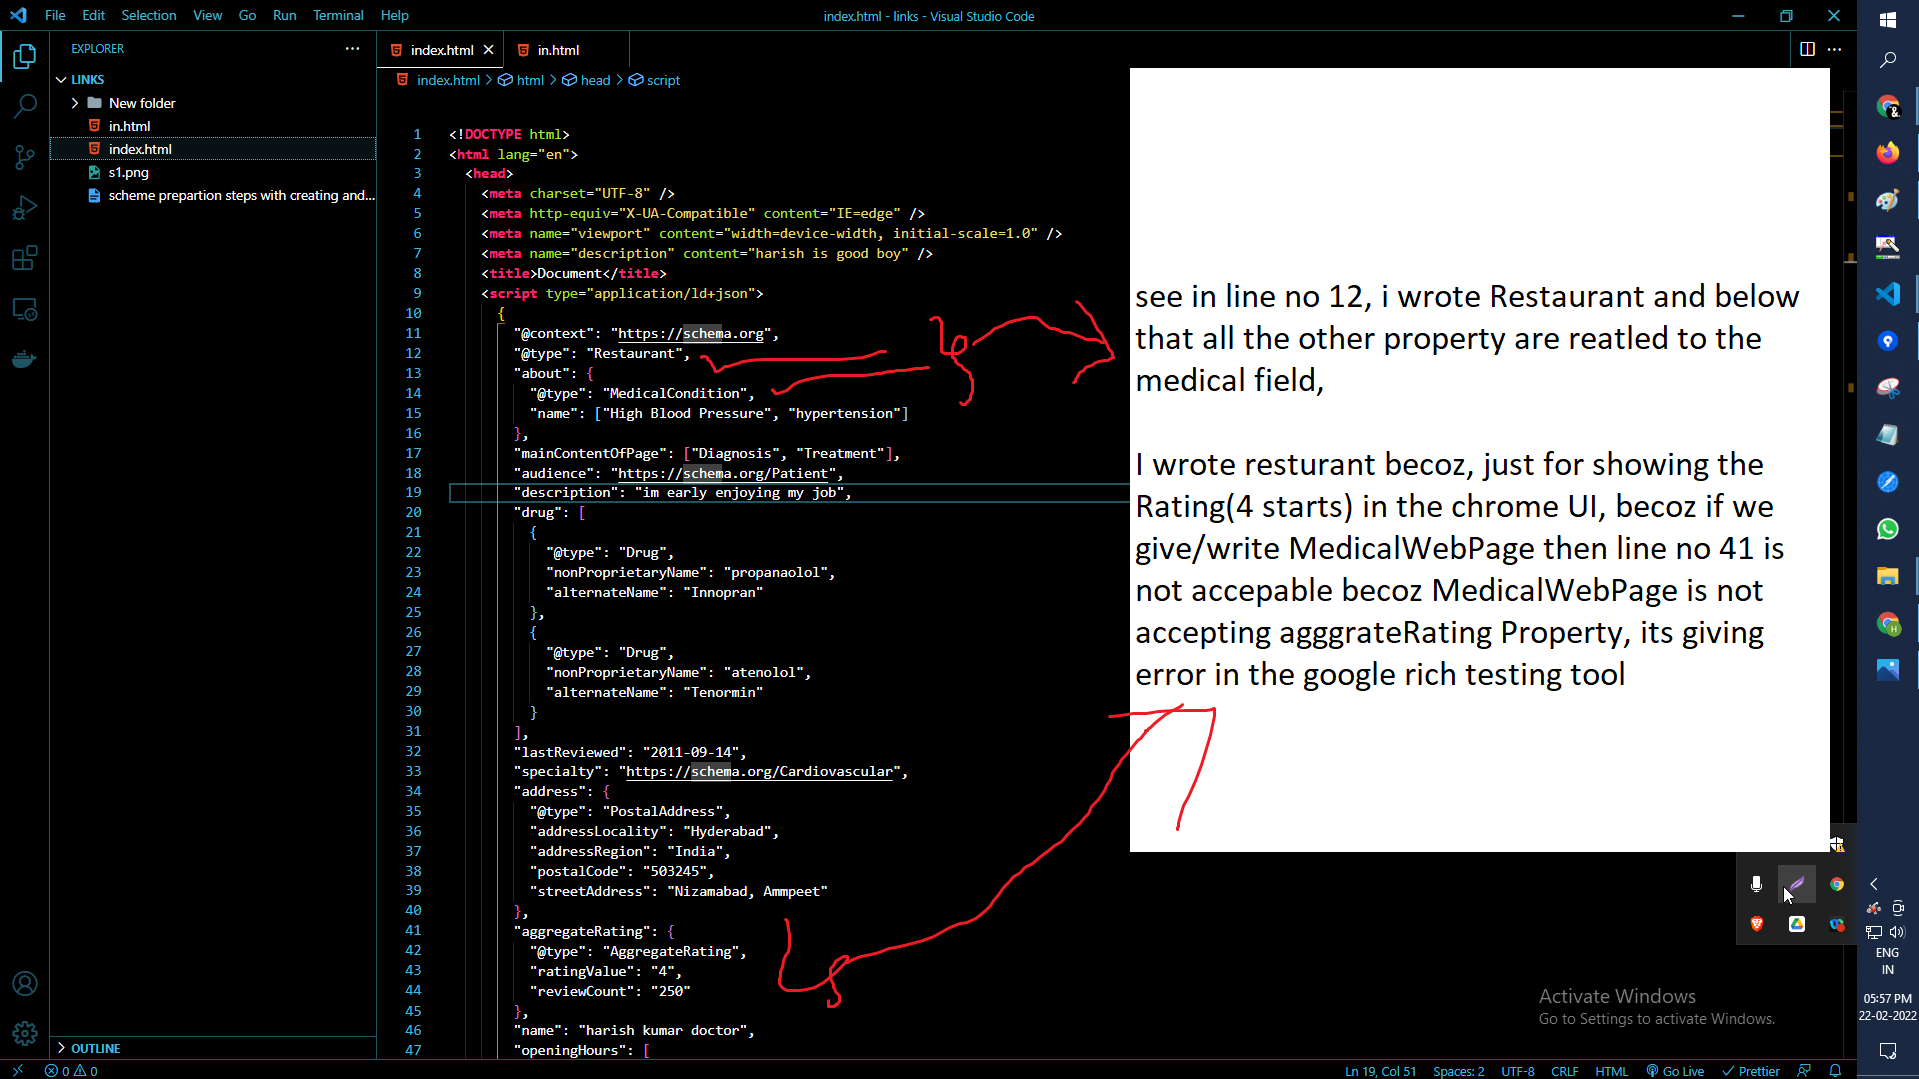 File Edit Selection View Go Run Terminal Help
index.html - links - Visual Studio Code
EXPLORER
LINKS
New folder
in.html
index.html
s1.png
scheme prepartion steps with creating and...
OUTLINE
index.html in.html
index.html > html > head > script
1 <!DOCTYPE html>
2 <html lang="en">
3 <head>
4 <meta charset="UTF-8" />
5 <meta http-equiv="X-UA-Compatible" content="IE=edge" />
6 <meta name="viewport" content="width=device-width, initial-scale=1.0" />
7 <meta name="description" content="harish is good boy" />
8 <title>Document</title>
9 <script type="application/ld+json">
10 {
11 "@context": "https://schema.org",
12 "@type": "Restaurant",
13 "about": {
14 "@type": "MedicalCondition",
15 "name": ["High Blood Pressure", "hypertension"]
16 },
17 "mainContentOfPage": ["Diagnosis", "Treatment"],
18 "audience": "https://schema.org/Patient",
19 "description": "im early enjoying my job",
20 "drug": [
21 {
22 "@type": "Drug",
23 "nonProprietaryName": "propanaolol",
24 "alternateName": "Innopran"
25 },
26 {
27 "@type": "Drug",
28 "nonProprietaryName": "atenolol",
29 "alternateName": "Tenormin"
30 }
31 ],
32 "lastReviewed": "2011-09-14",
33 "specialty": "https://schema.org/Cardiovascular",
34 "address": {
35 "@type": "PostalAddress",
36 "addressLocality": "Hyderabad",
37 "addressRegion": "India",
38 "postalCode": "503245",
39 "streetAddress": "Nizamabad, Ammpeet"
40 },
41 "aggregateRating": {
42 "@type": "AggregateRating",
43 "ratingValue": "4",
44 "reviewCount": "250"
45 },
46 "name": "harish kumar doctor",
47 "openingHours": [
see in line no 12, i wrote Restaurant and below
that all the other property are reatled to the
medical field,
I wrote resturant becoz, just for showing the
Rating(4 starts) in the chrome UI, becoz if we
give/write MedicalWebPage then line no 41 is
not accepable becoz MedicalWebPage is not
accepting agggrateRating Property, its giving
error in the google rich testing tool
Activate Windows
Go to Settings to activate Windows.
ENG
IN
05:57 PM
22-02-2022
0 0
Ln 19, Col 51 Spaces: 2 UTF-8 CRLF HTML Go Live Prettier